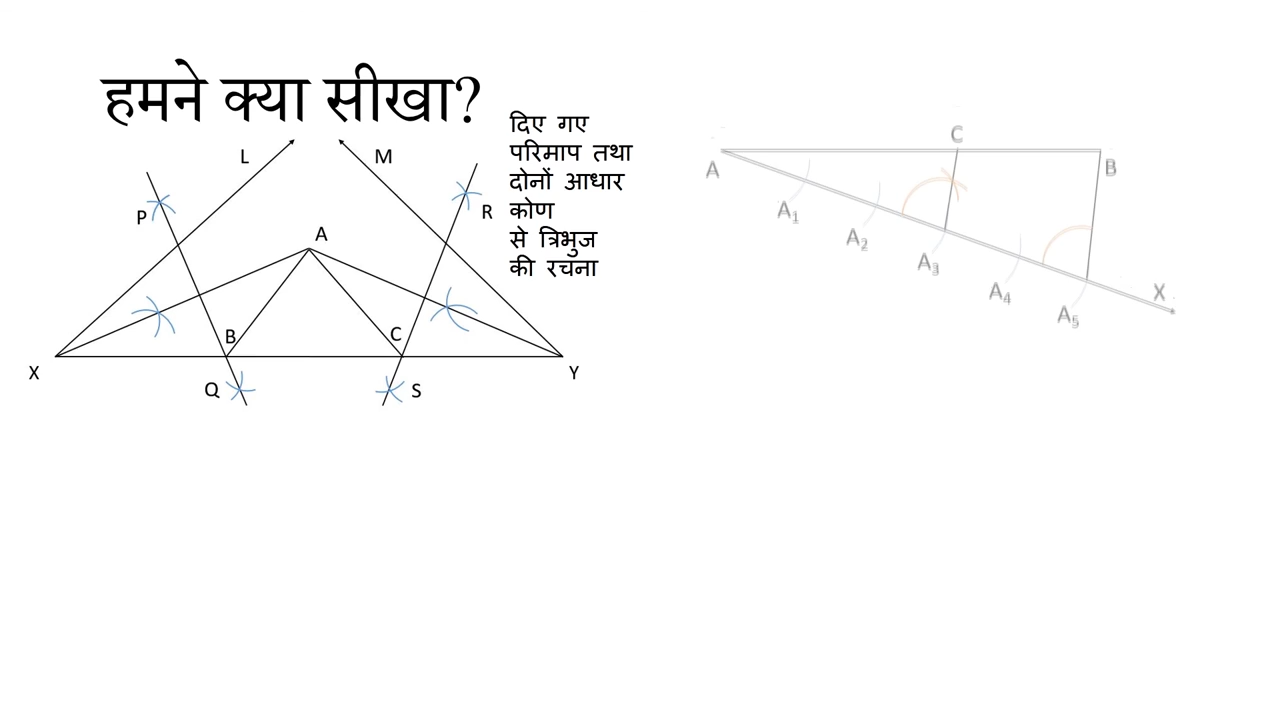 हमने क्या सीखा?
दिए गए
परिमाप तथा
दोनों आधार
कोण
से त्रिभुज
की रचना
L
M
P
R
A
B
C
X
Y
Q
S
C
A
B
A1
A2
A3
A4
A5
X